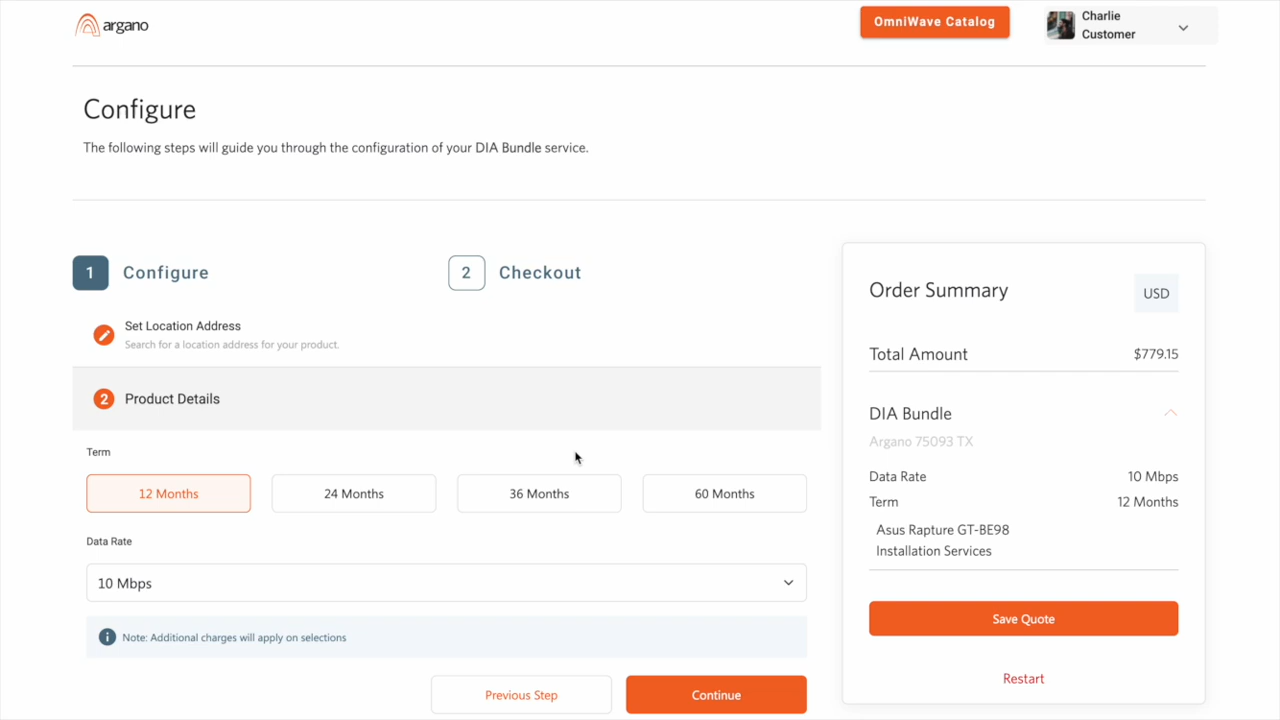 argano
OmniWave Catalog
Charlie
Customer
Configure
The following steps will guide you through the configuration of your DIA Bundle service.
1 Configure
2 Checkout
Set Location Address
Search for a location address for your product.
2 Product Details
Term
12 Months
24 Months
36 Months
60 Months
Data Rate
10 Mbps
Note: Additional charges will apply on selections
Previous Step
Continue
Order Summary
USD
Total Amount $779.15
DIA Bundle
Argano 75093 TX
Data Rate 10 Mbps
Term 12 Months
Asus Rapture GT-BE98
Installation Services
Save Quote
Restart